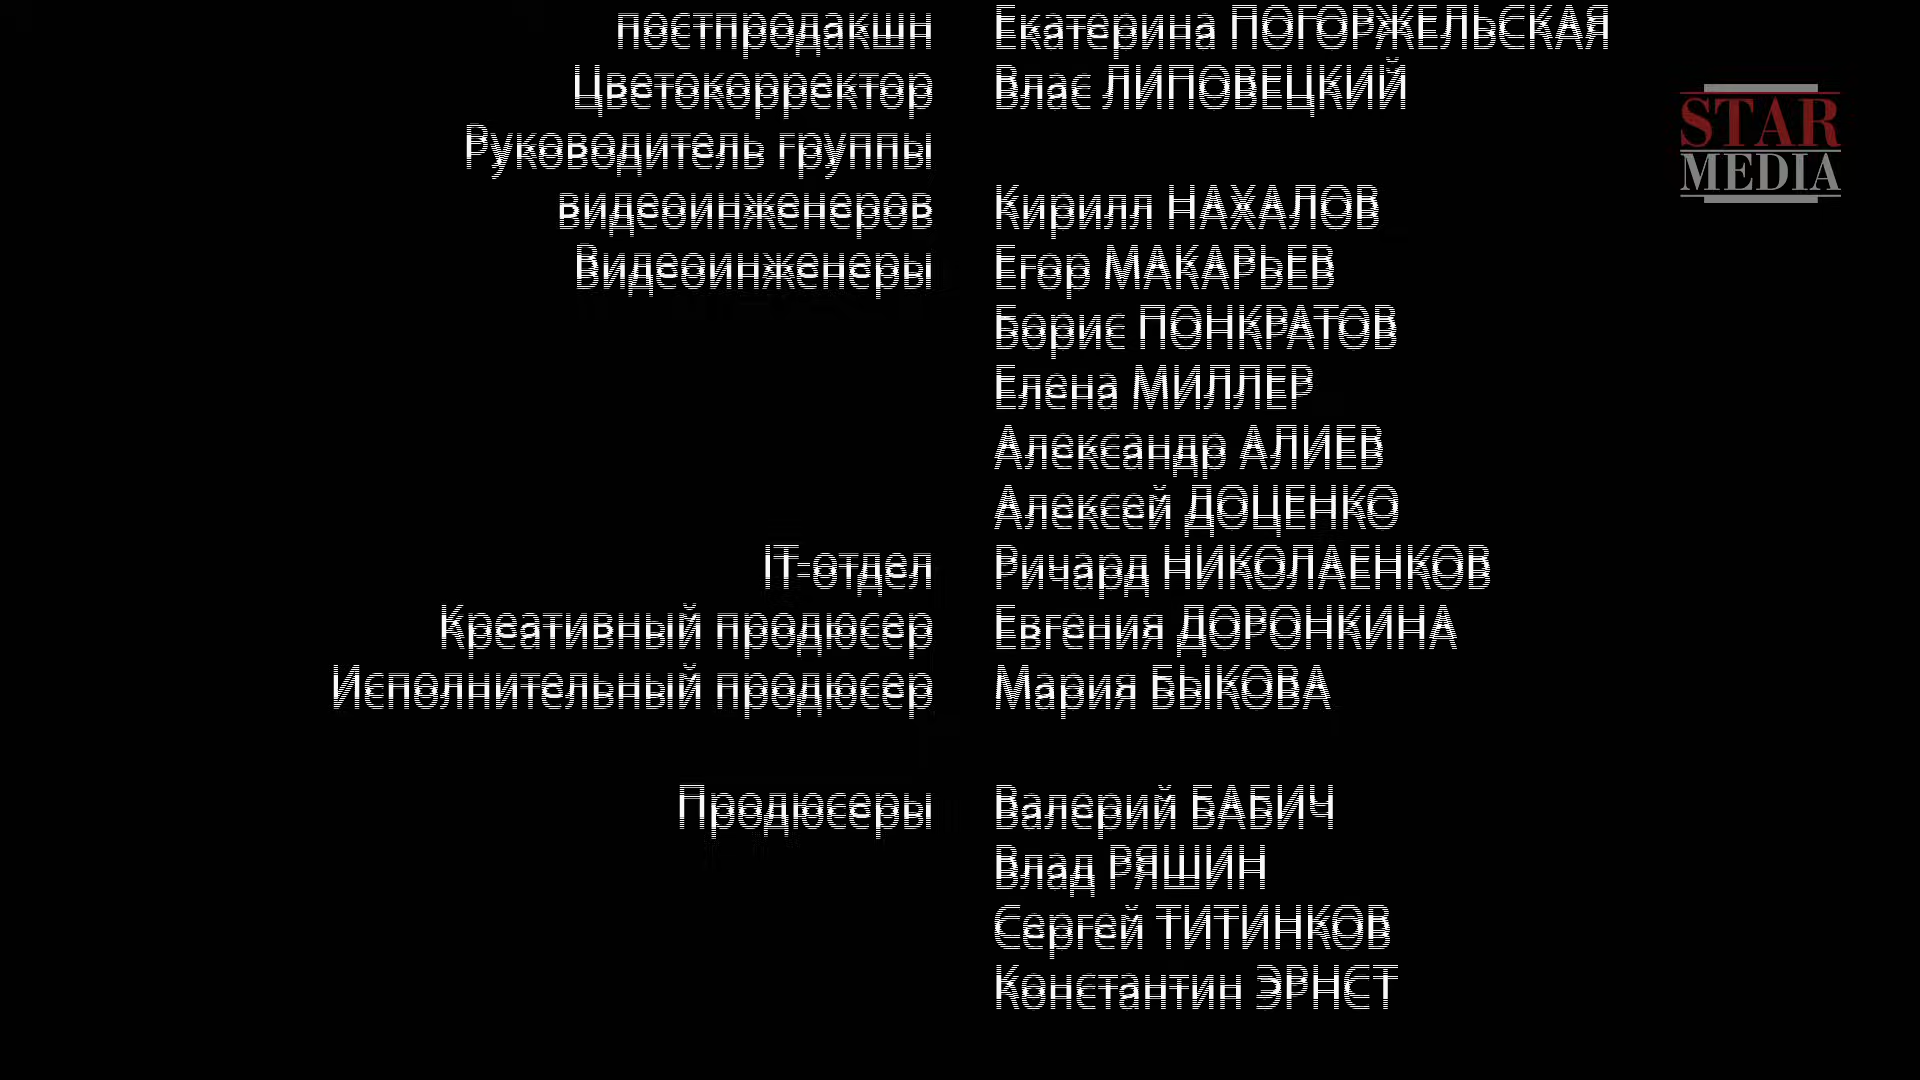 постпродакшн Екатерина ПОГОРЖЕЛЬСКАЯ
Цветокорректор Влас ЛИПОВЕЦКИЙ
Руководитель группы
видеоинженеров Кирилл НАХАЛОВ
Видеоинженеры Егор МАКАРЬЕВ
Борис ПОНКРАТОВ
Елена МИЛЛЕР
Александр АЛИЕВ
Алексей ДОЦЕНКО
IT-отдел Ричард НИКОЛАЕНКОВ
Креативный продюсер Евгения ДОРОНКИНА
Исполнительный продюсер Мария БЫКОВА
Продюсеры Валерий БАБИЧ
Влад РЯШИН
Сергей ТИТИНКОВ
Константин ЭРНСТ
STAR
MEDIA